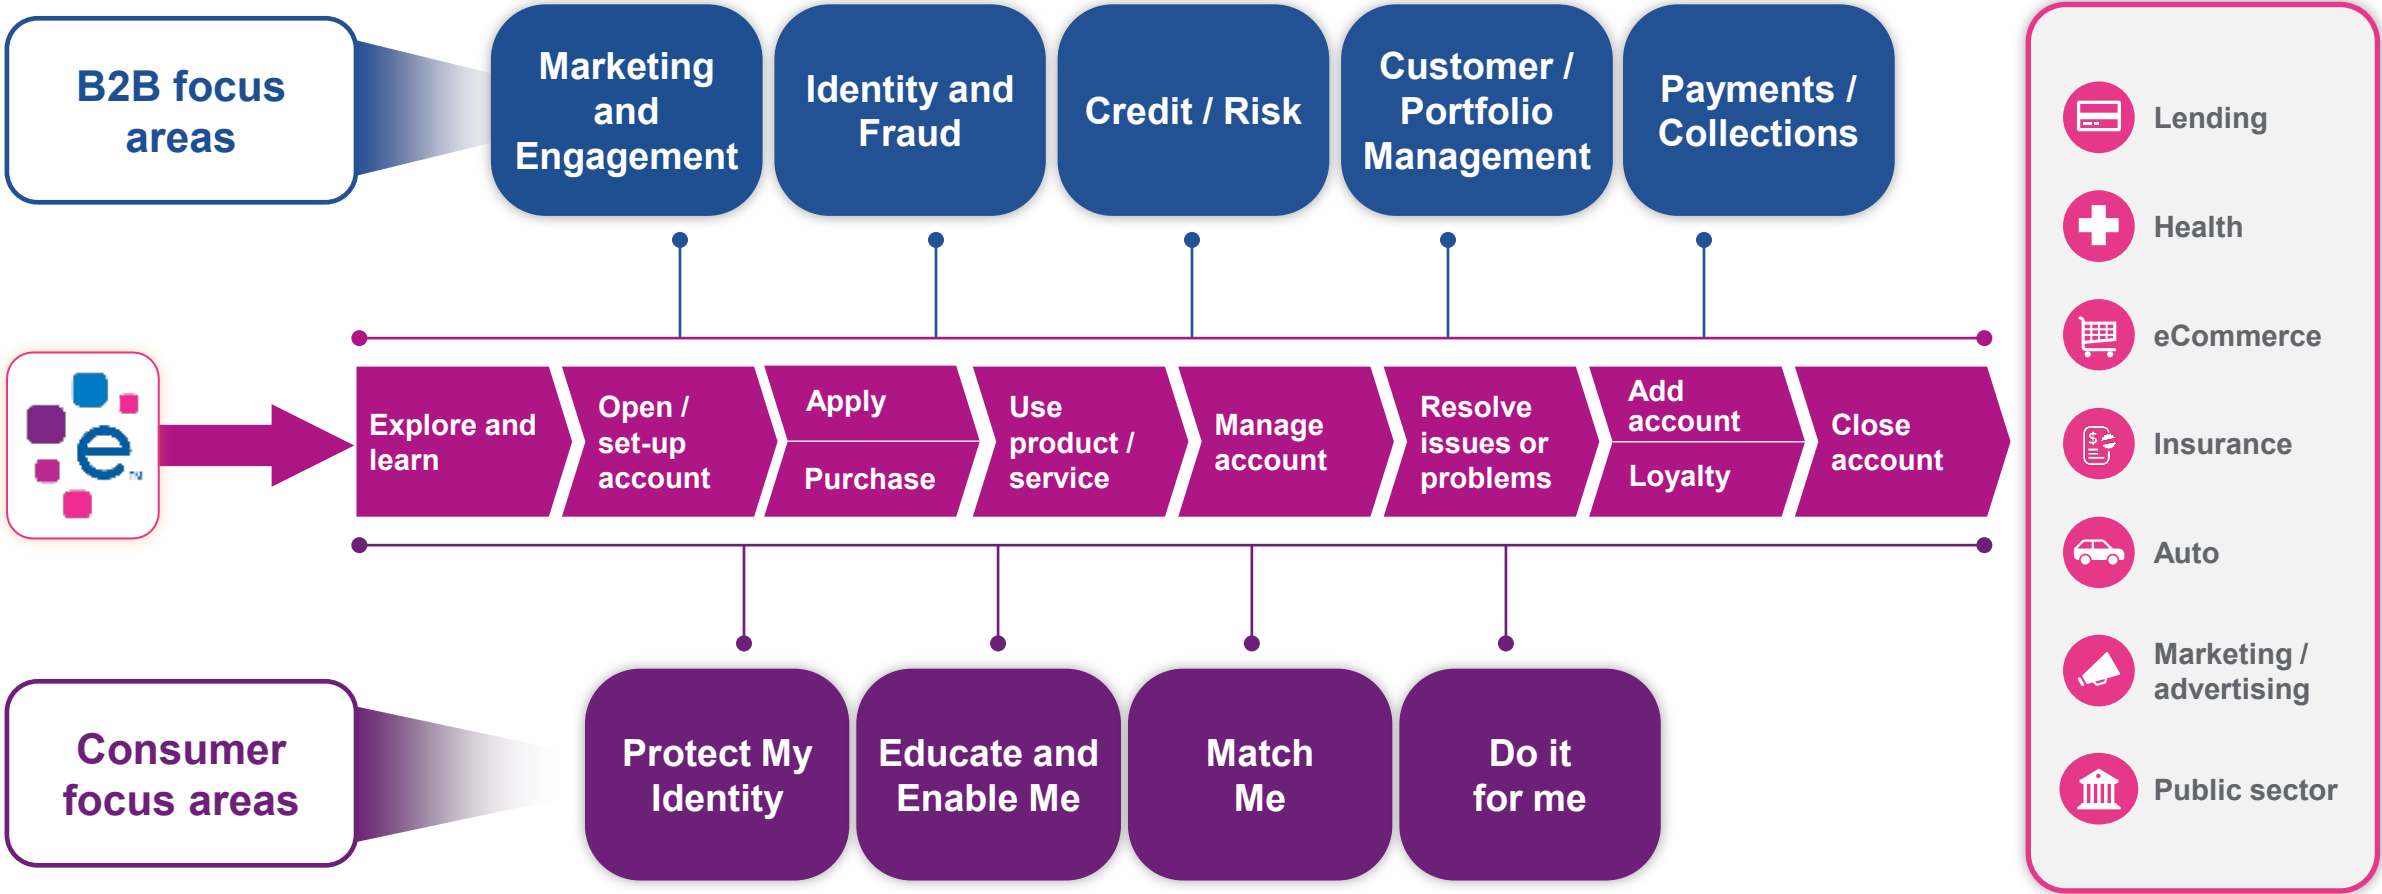 B2B focus
areas
Marketing
and
Engagement
Identity and
Fraud
Credit / Risk
Customer /
Portfolio
Management
Payments /
Collections
e
TM
Explore and
learn
Open /
set-up
account
Apply
Purchase
Use
product /
service
Manage
account
Resolve
issues or
problems
Add
account
Loyalty
Close
account
Consumer
focus areas
Protect My
Identity
Educate and
Enable Me
Match
Me
Do it
for me
Lending
Health
eCommerce
$
Insurance
Auto
Marketing /
advertising
Public sector